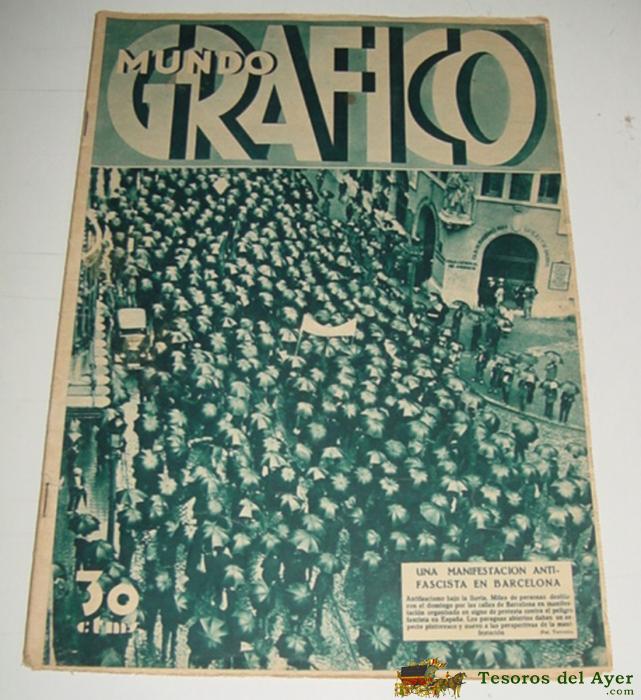 MUNDO
GRAFICO
UNA MANIFESTACION ANTI-
FASCISTA EN BARCELONA
Antifascismo bajo la lluvia. Miles de personas desfila-
ron el domingo por las calles de Barcelona en manifes-
tación organizada en signo de protesta contra el peligro
fascista en España. Los paraguas abiertos daban un as-
pecto pintoresco y nuevo a las perspectivas de la mani-
festación
30
ctms.
Tesoros del Ayer
.com